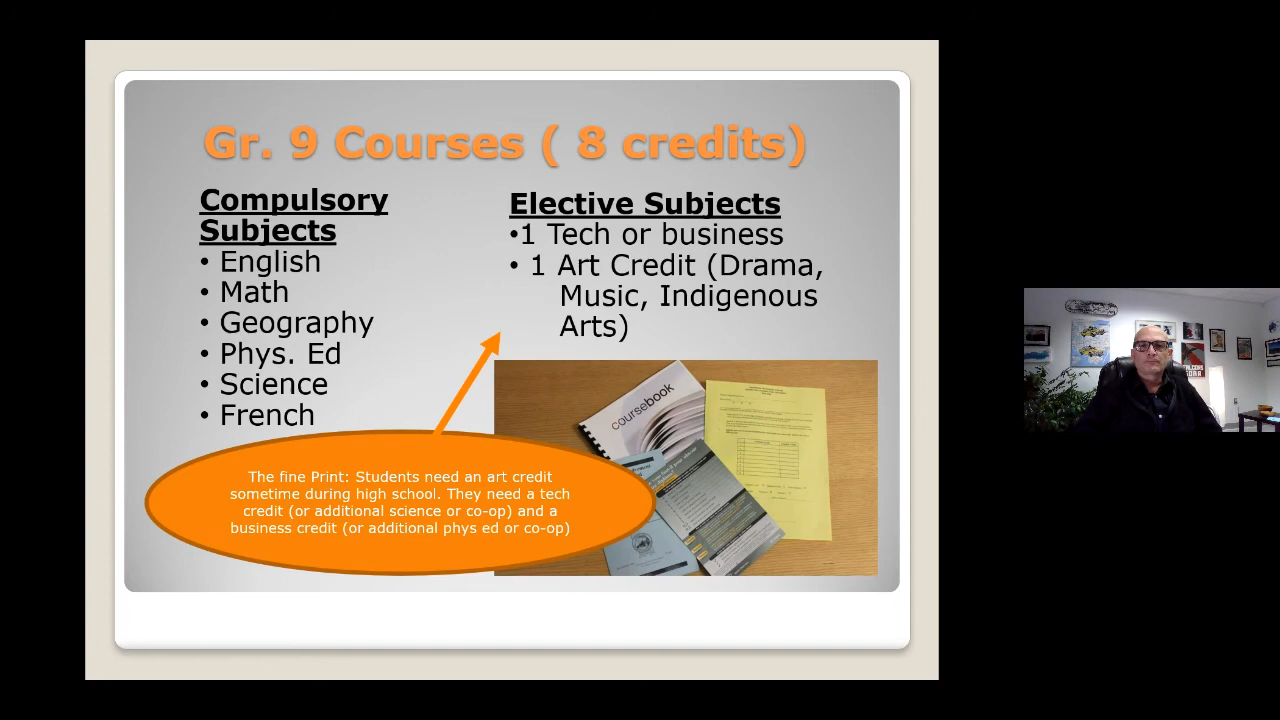 Gr. 9 Courses ( 8 credits)
Compulsory
Subjects
• English
• Math
• Geography
• Phys. Ed
• Science
• French
Elective Subjects
•1 Tech or business
• 1 Art Credit (Drama,
Music, Indigenous
Arts)
The fine Print: Students need an art credit
sometime during high school. They need a tech
credit (or additional science or co-op) and a
business credit (or additional phys ed or co-op)
coursebook